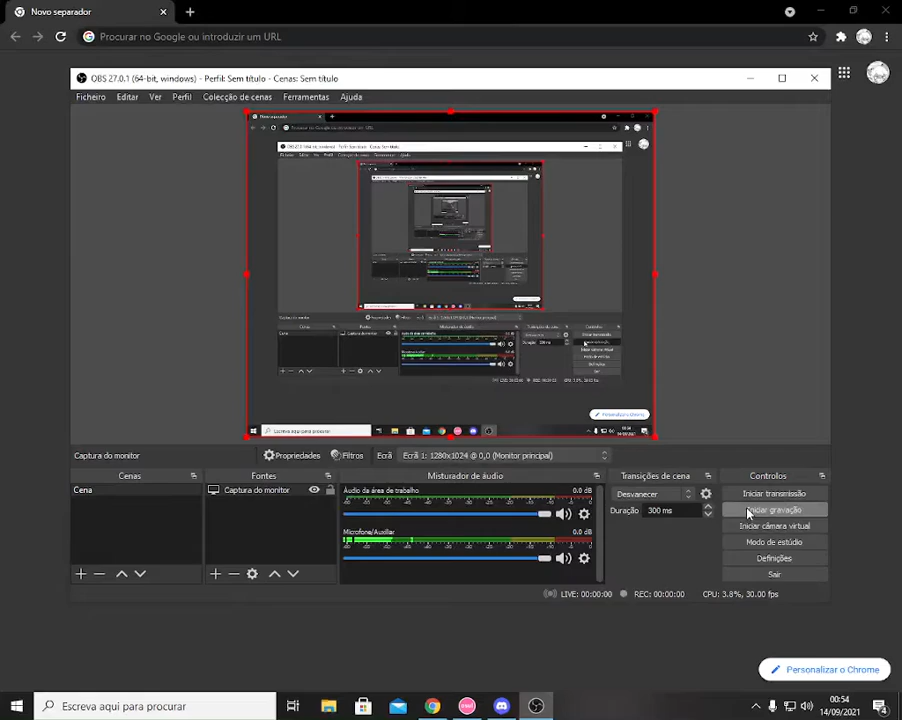 Novo separador
Procurar no Google ou introduzir um URL
OBS 27.0.1 (64-bit, windows) - Perfil: Sem título - Cenas: Sem título
Ficheiro Editar Ver Perfil Colecção de cenas Ferramentas Ajuda
Captura do monitor
Propriedades Filtros Ecrã Ecrã 1: 1280x1024 @ 0,0 (Monitor principal)
Cenas Fontes Misturador de áudio Transições de cena Controlos
Cena
Captura do monitor
Áudio da área de trabalho 0.0 dB
Microfone/Auxiliar 0.0 dB
Desvanecer
Duração 300 ms
Iniciar transmissão
Iniciar gravação
Iniciar câmara virtual
Modo de estúdio
Definições
Sair
LIVE: 00:00:00 REC: 00:00:00 CPU: 3.8%, 30.00 fps
Personalizar o Chrome
Escreva aqui para procurar
osu!
00:54
14/09/2021
4